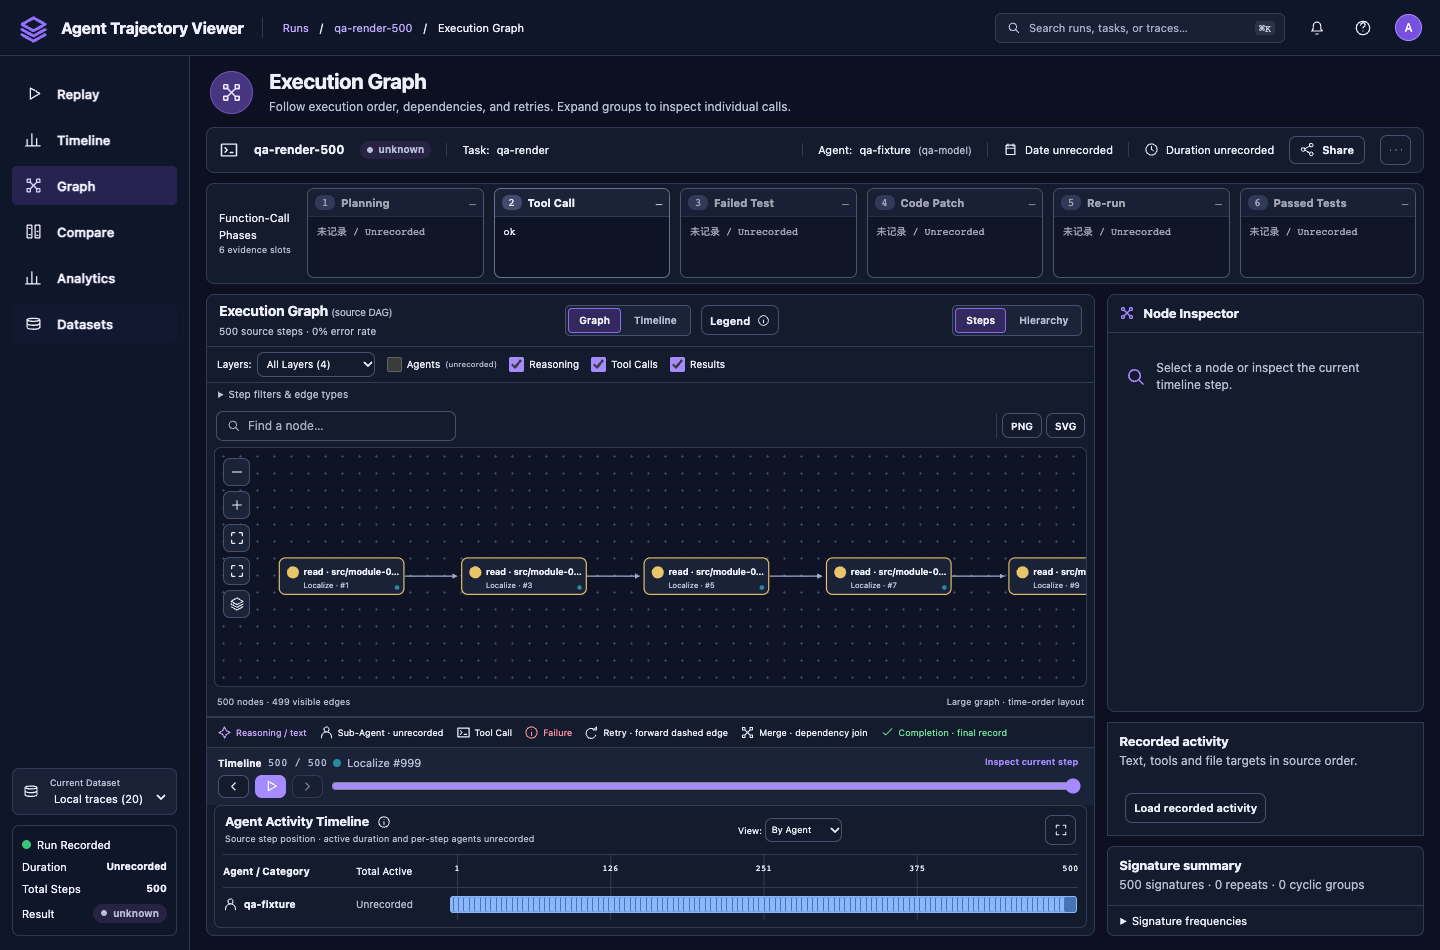 Agent Trajectory Viewer
Runs / qa-render-500 / Execution Graph
Search runs, tasks, or traces... ⌘K
A
Replay
Timeline
Graph
Compare
Analytics
Datasets
Current Dataset
Local traces (20)
Run Recorded
Duration Unrecorded
Total Steps 500
Result unknown
Execution Graph
Follow execution order, dependencies, and retries. Expand groups to inspect individual calls.
qa-render-500 unknown Task: qa-render Agent: qa-fixture (qa-model) Date unrecorded Duration unrecorded Share ...
Function-Call
Phases
6 evidence slots
1 Planning –
未记录 / Unrecorded
2 Tool Call –
ok
3 Failed Test –
未记录 / Unrecorded
4 Code Patch –
未记录 / Unrecorded
5 Re-run –
未记录 / Unrecorded
6 Passed Tests –
未记录 / Unrecorded
Execution Graph (source DAG)
500 source steps · 0% error rate
Graph Timeline Legend Steps Hierarchy
Layers: All Layers (4) Agents (unrecorded) Reasoning Tool Calls Results
Step filters & edge types
Find a node... PNG SVG
read · src/module-0...
Localize · #1
read · src/module-0...
Localize · #3
read · src/module-0...
Localize · #5
read · src/module-0...
Localize · #7
read · src/m
Localize · #9
500 nodes · 499 visible edges Large graph · time-order layout
Reasoning / text Sub-Agent · unrecorded Tool Call Failure Retry · forward dashed edge Merge · dependency join Completion · final record
Timeline 500 / 500 Localize #999 Inspect current step
Agent Activity Timeline
Source step position · active duration and per-step agents unrecorded
View: By Agent
Agent / Category Total Active 1 126 251 375 500
qa-fixture Unrecorded
Node Inspector
Select a node or inspect the current
timeline step.
Recorded activity
Text, tools and file targets in source order.
Load recorded activity
Signature summary
500 signatures · 0 repeats · 0 cyclic groups
Signature frequencies